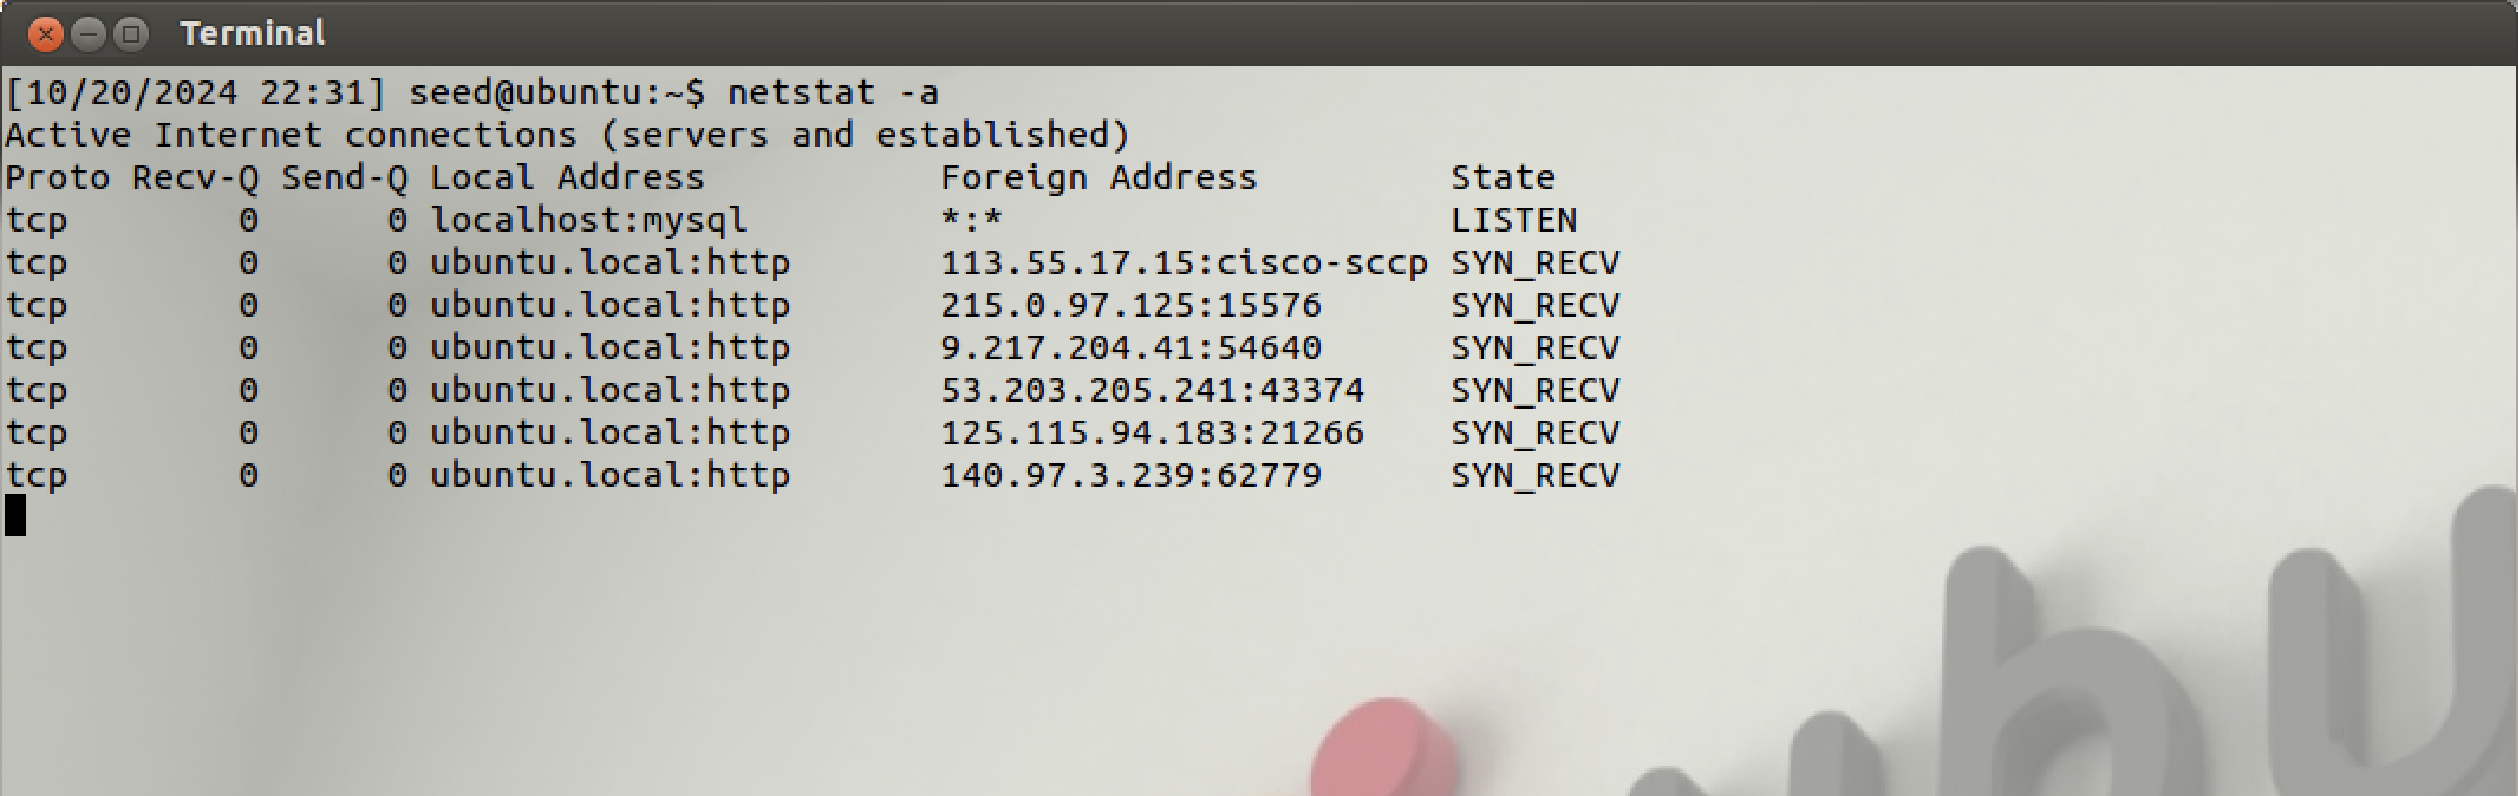 Terminal
[10/20/2024 22:31] seed@ubuntu:~$ netstat -a
Active Internet connections (servers and established)
Proto Recv-Q Send-Q Local Address           Foreign Address         State
tcp        0      0 localhost:mysql         *:*                     LISTEN
tcp        0      0 ubuntu.local:http       113.55.17.15:cisco-sccp SYN_RECV
tcp        0      0 ubuntu.local:http       215.0.97.125:15576      SYN_RECV
tcp        0      0 ubuntu.local:http       9.217.204.41:54640      SYN_RECV
tcp        0      0 ubuntu.local:http       53.203.205.241:43374    SYN_RECV
tcp        0      0 ubuntu.local:http       125.115.94.183:21266    SYN_RECV
tcp        0      0 ubuntu.local:http       140.97.3.239:62779      SYN_RECV